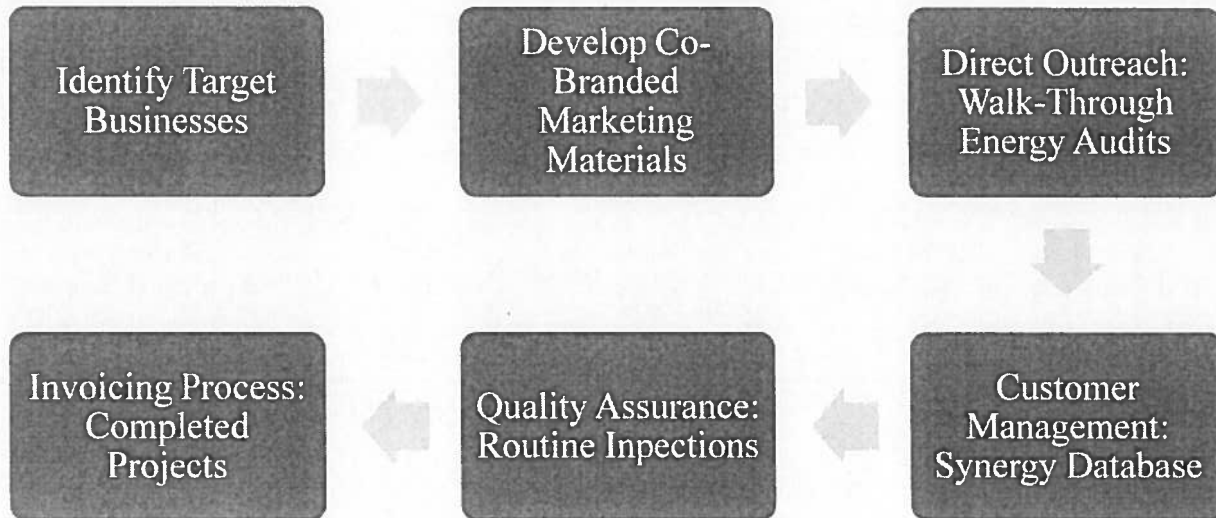 Identify Target
Businesses
Develop Co-
Branded
Marketing
Materials
Direct Outreach:
Walk-Through
Energy Audits
Customer
Management:
Synergy Database
Quality Assurance:
Routine Inpections
Invoicing Process:
Completed
Projects